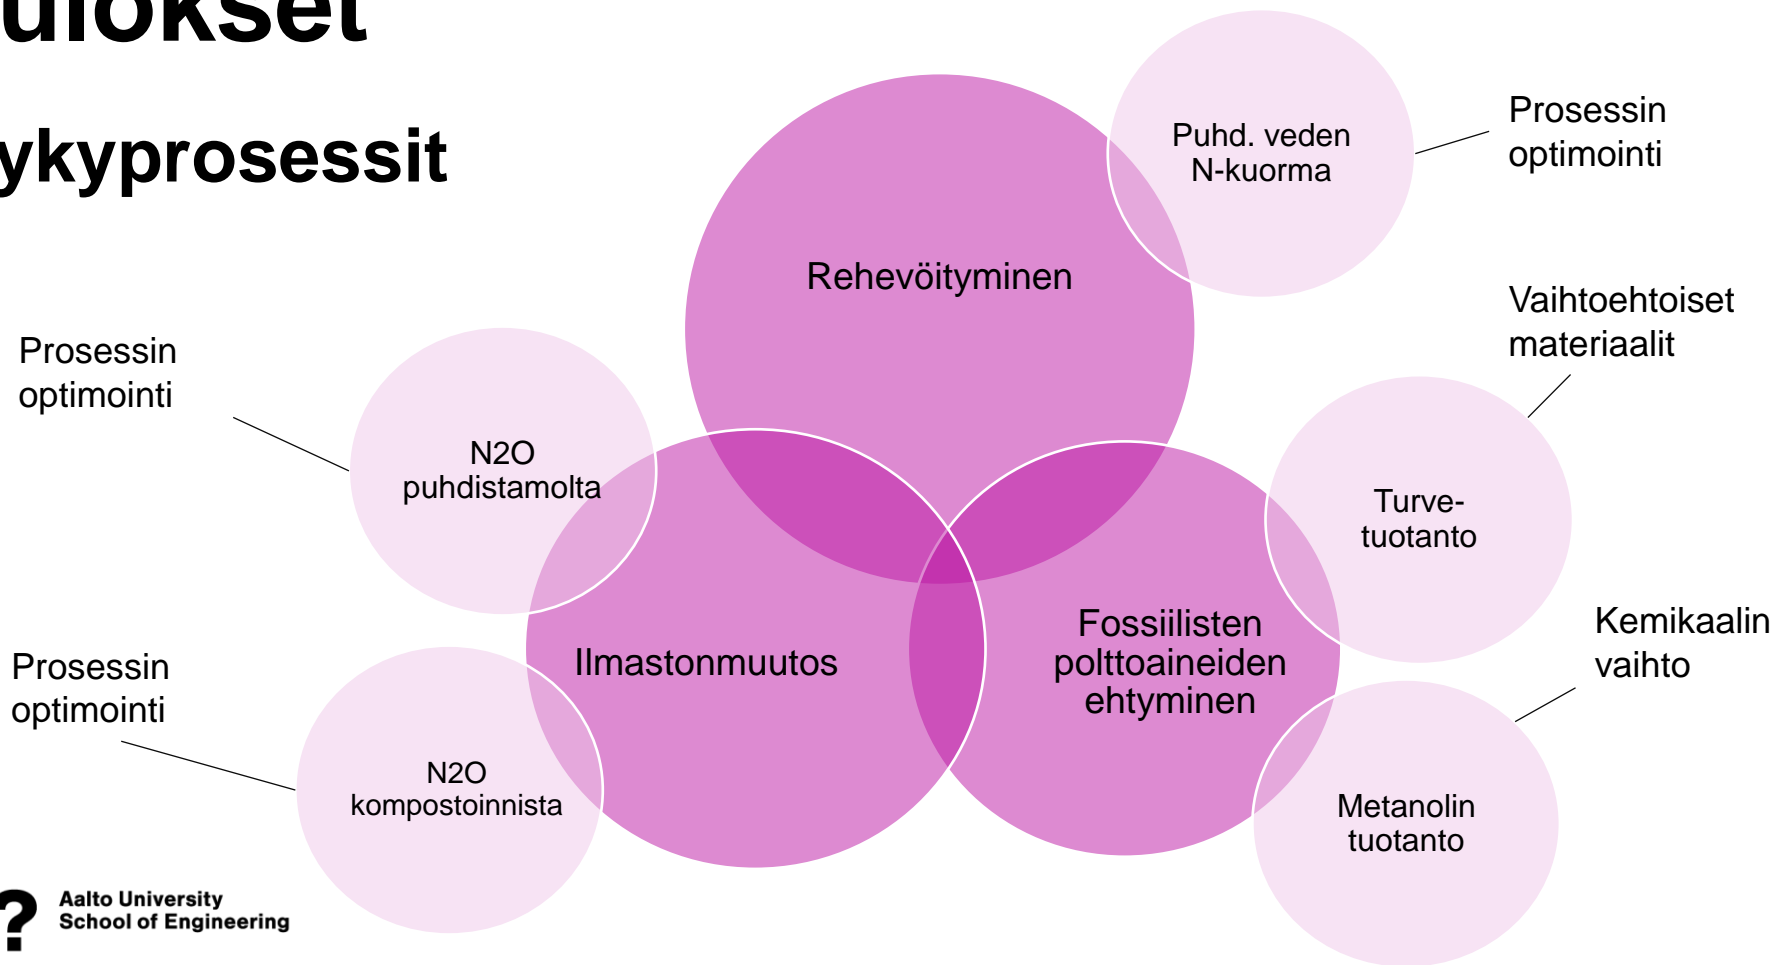 ulokset
ykyprosessit
Puhd. veden
N-kuorma
Prosessin
optimointi
Rehevöityminen
Vaihtoehtoiset
materiaalit
Prosessin
optimointi
N2O
puhdistamolta
Turve-
tuotanto
Ilmastonmuutos
Fossiilisten
polttoaineiden
ehtyminen
Kemikaalin
vaihto
Prosessin
optimointi
N2O
kompostoinnista
Metanolin
tuotanto
?
Aalto University
School of Engineering